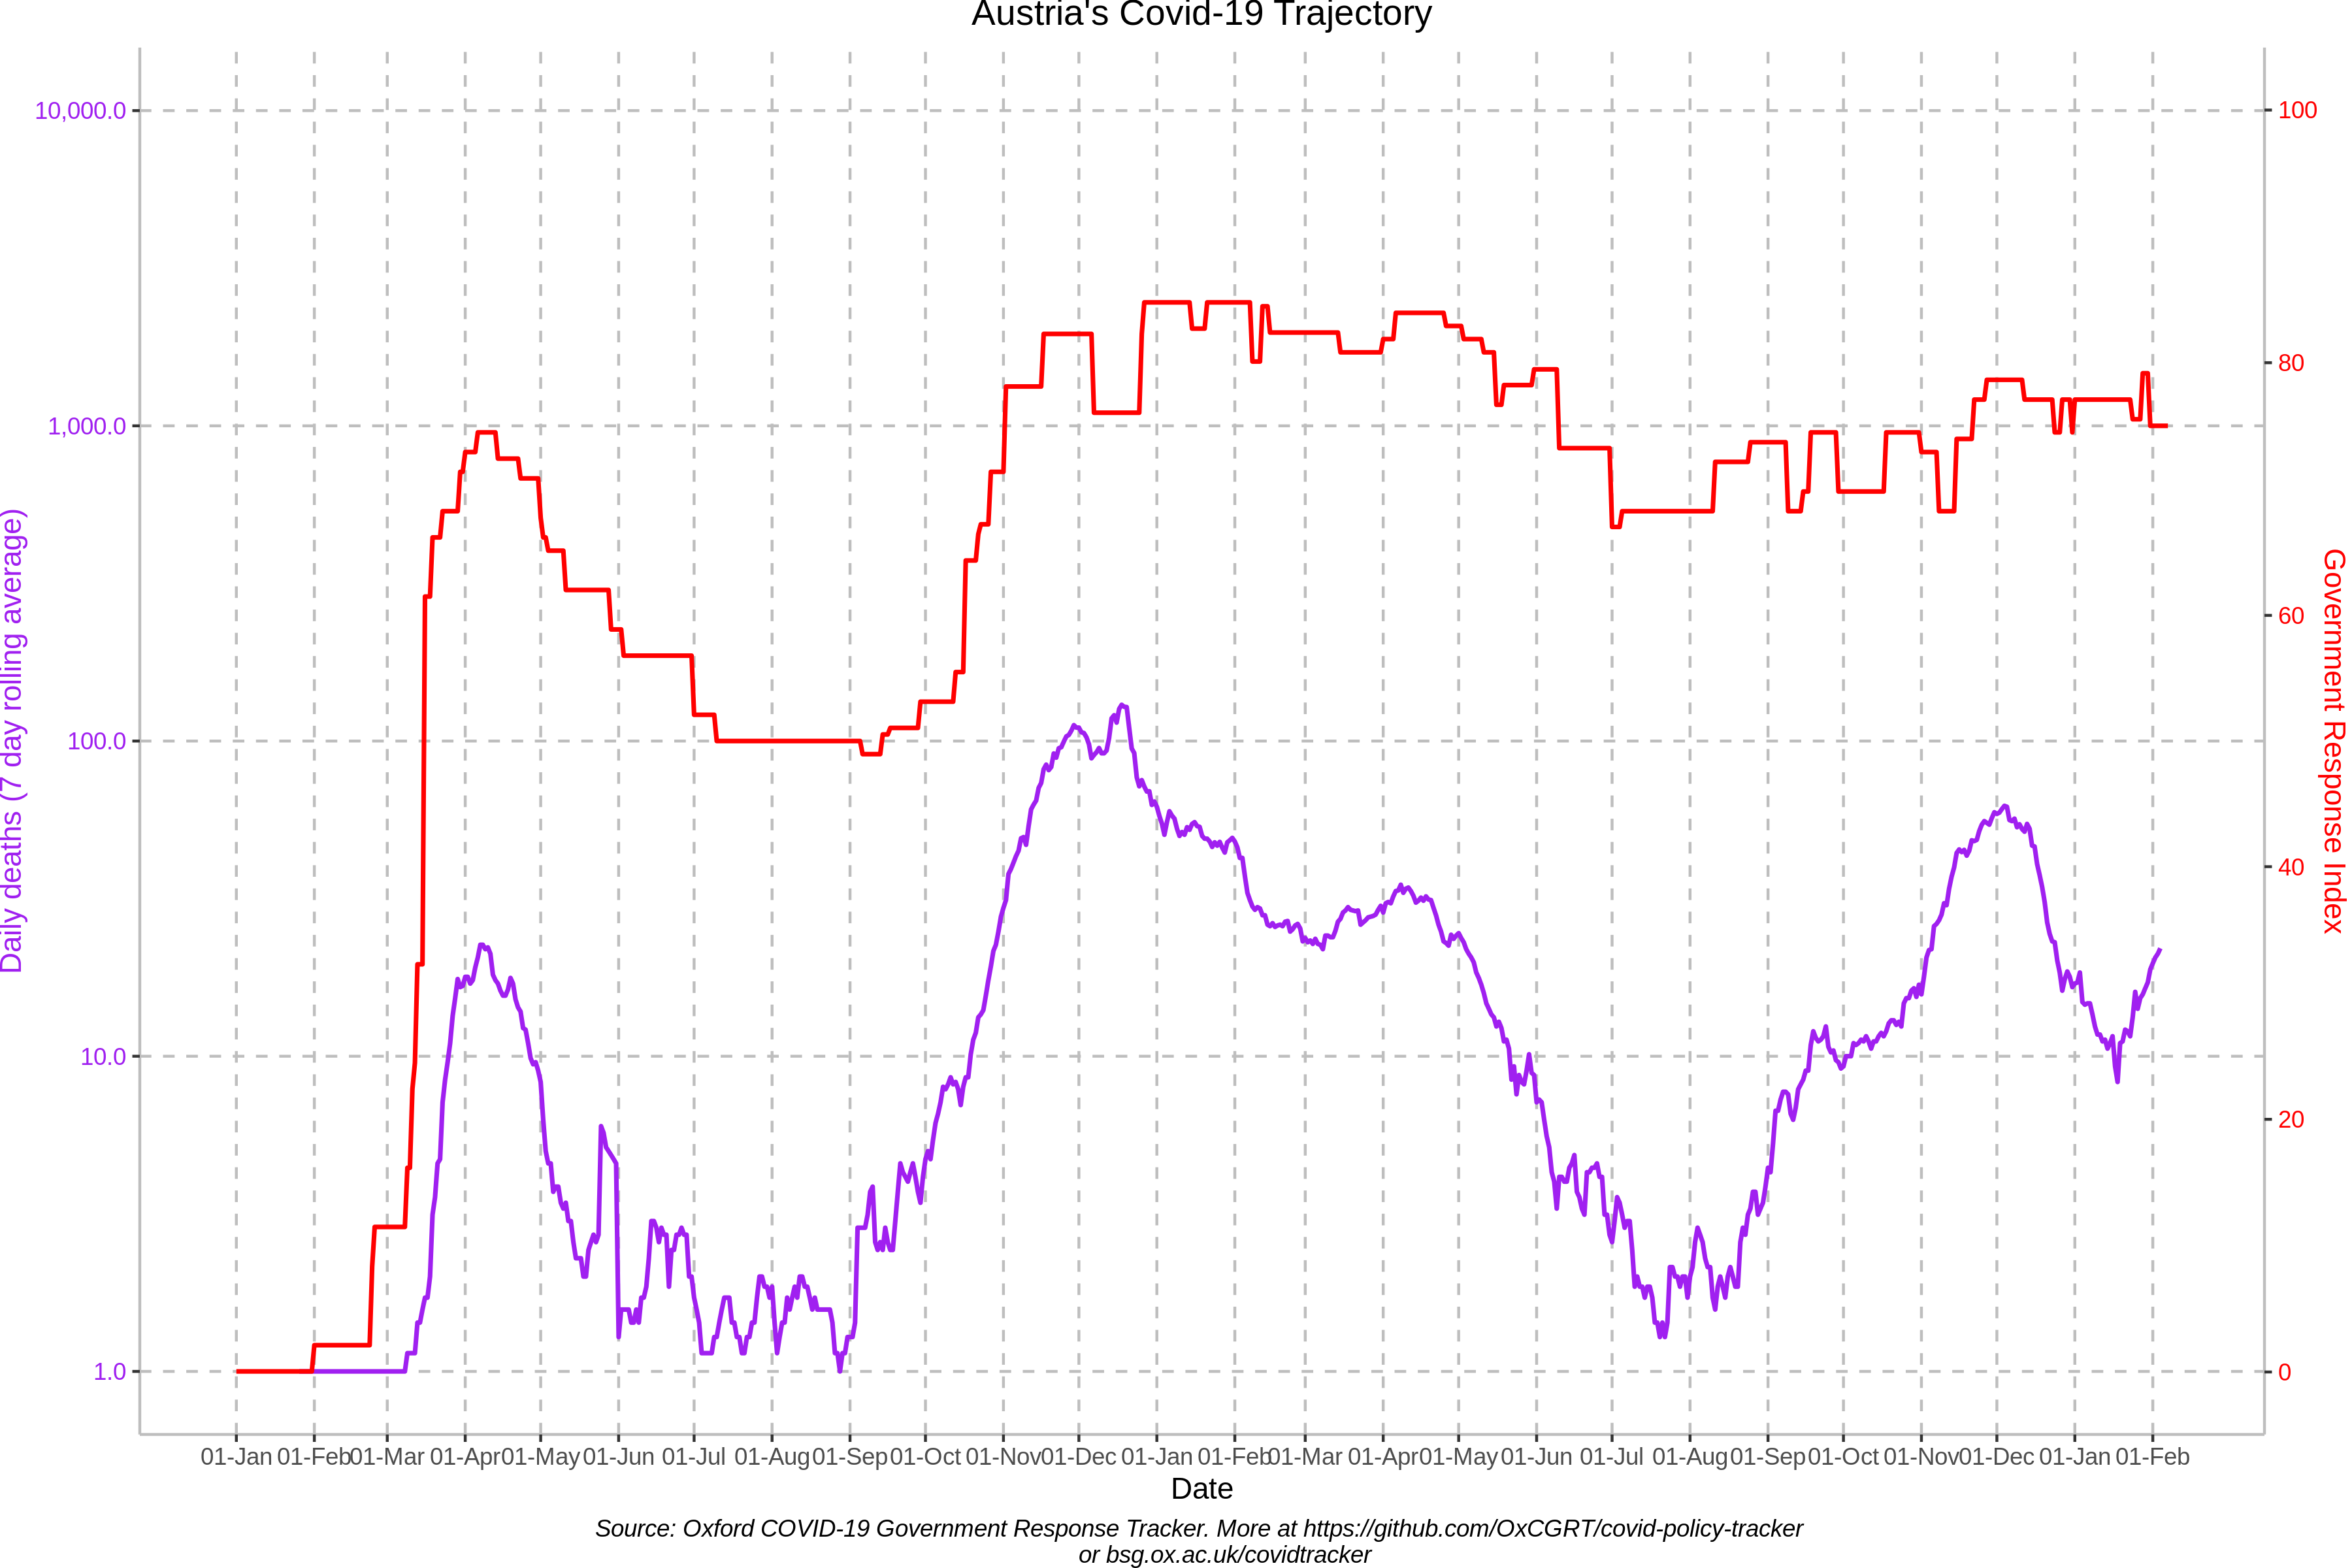 Austria's Covid-19 Trajectory
10,000.0
1,000.0
100.0
10.0
1.0
Daily deaths (7 day rolling average)
100
80
60
40
20
0
Government Response Index
01-Jan 01-Feb 01-Mar 01-Apr 01-May 01-Jun 01-Jul 01-Aug 01-Sep 01-Oct 01-Nov 01-Dec 01-Jan 01-Feb 01-Mar 01-Apr 01-May 01-Jun 01-Jul 01-Aug 01-Sep 01-Oct 01-Nov 01-Dec 01-Jan 01-Feb
Date
Source: Oxford COVID-19 Government Response Tracker. More at https://github.com/OxCGRT/covid-policy-tracker
or bsg.ox.ac.uk/covidtracker